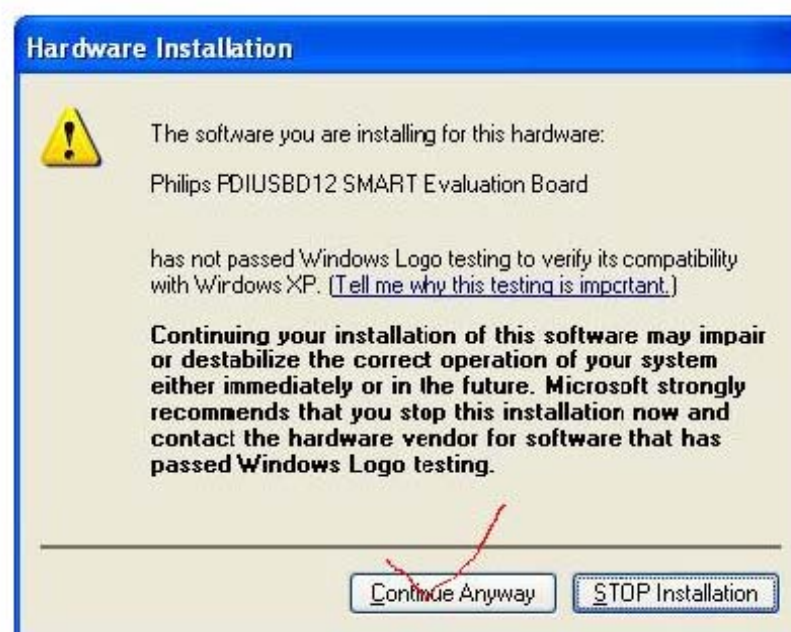 Hardware Installation
The software you are installing for this hardware:
Philips PDIUSBD12 SMART Evaluation Board
has not passed Windows Logo testing to verify its compatibility
with Windows XP. (Tell me why this testing is important.)
Continuing your installation of this software may impair
or destabilize the correct operation of your system
either immediately or in the future. Microsoft strongly
recommends that you stop this installation now and
contact the hardware vendor for software that has
passed Windows Logo testing.
Continue Anyway
STOP Installation